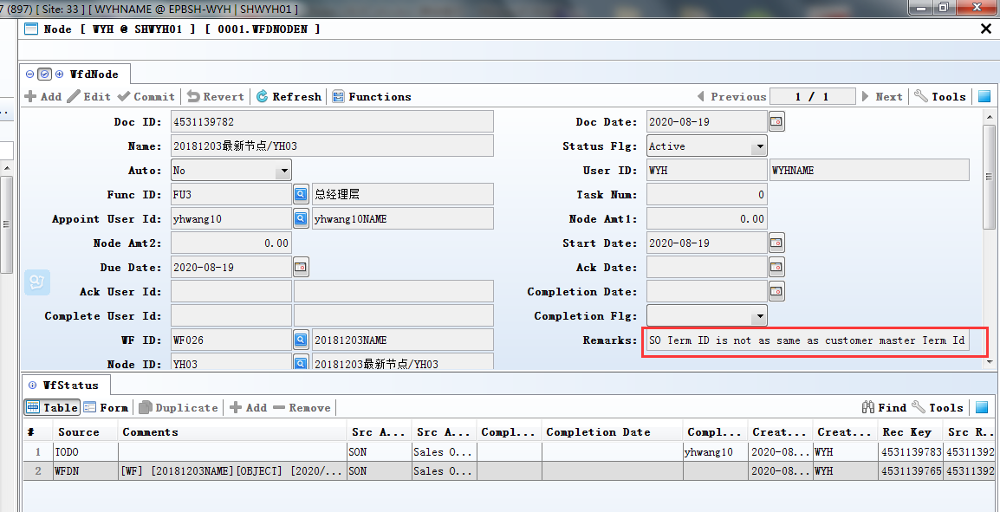 7 (897) [ Site: 33 ] [ WYHNAME @ EPBSH-WYH | SHWYH01 ]
Node [ WYH @ SHWYH01 ] [ 0001.WFDNODEN ]
WfdNode
Add Edit Commit Revert Refresh Functions Previous 1 / 1 Next Tools
Doc ID: 4531139782 Doc Date: 2020-08-19
Name: 20181203最新节点/YH03 Status Flg: Active
Auto: No User ID: WYH WYHNAME
Func ID: FU3 总经理层 Task Num: 0
Appoint User Id: yhwang10 yhwang10NAME Node Amt1: 0.00
Node Amt2: 0.00 Start Date: 2020-08-19
Due Date: 2020-08-19 Ack Date:
Ack User Id: Completion Date:
Complete User Id: Completion Flg:
WF ID: WF026 20181203NAME Remarks: SO Term ID is not as same as customer master Term Id
Node ID: YH03 20181203最新节点/YH03
WfStatus
Table Form Duplicate Add Remove Find Tools
# Source Comments Src A... Src A... Compl... Completion Date Compl... Creat... Creat... Rec Key Src R..
1 TODO SON Sales O... yhwang10 2020-08... WYH 4531139783 45311392
2 WFDN [WF] [20181203NAME][OBJECT] [2020/... SON Sales O... 2020-08... WYH 4531139765 45311392